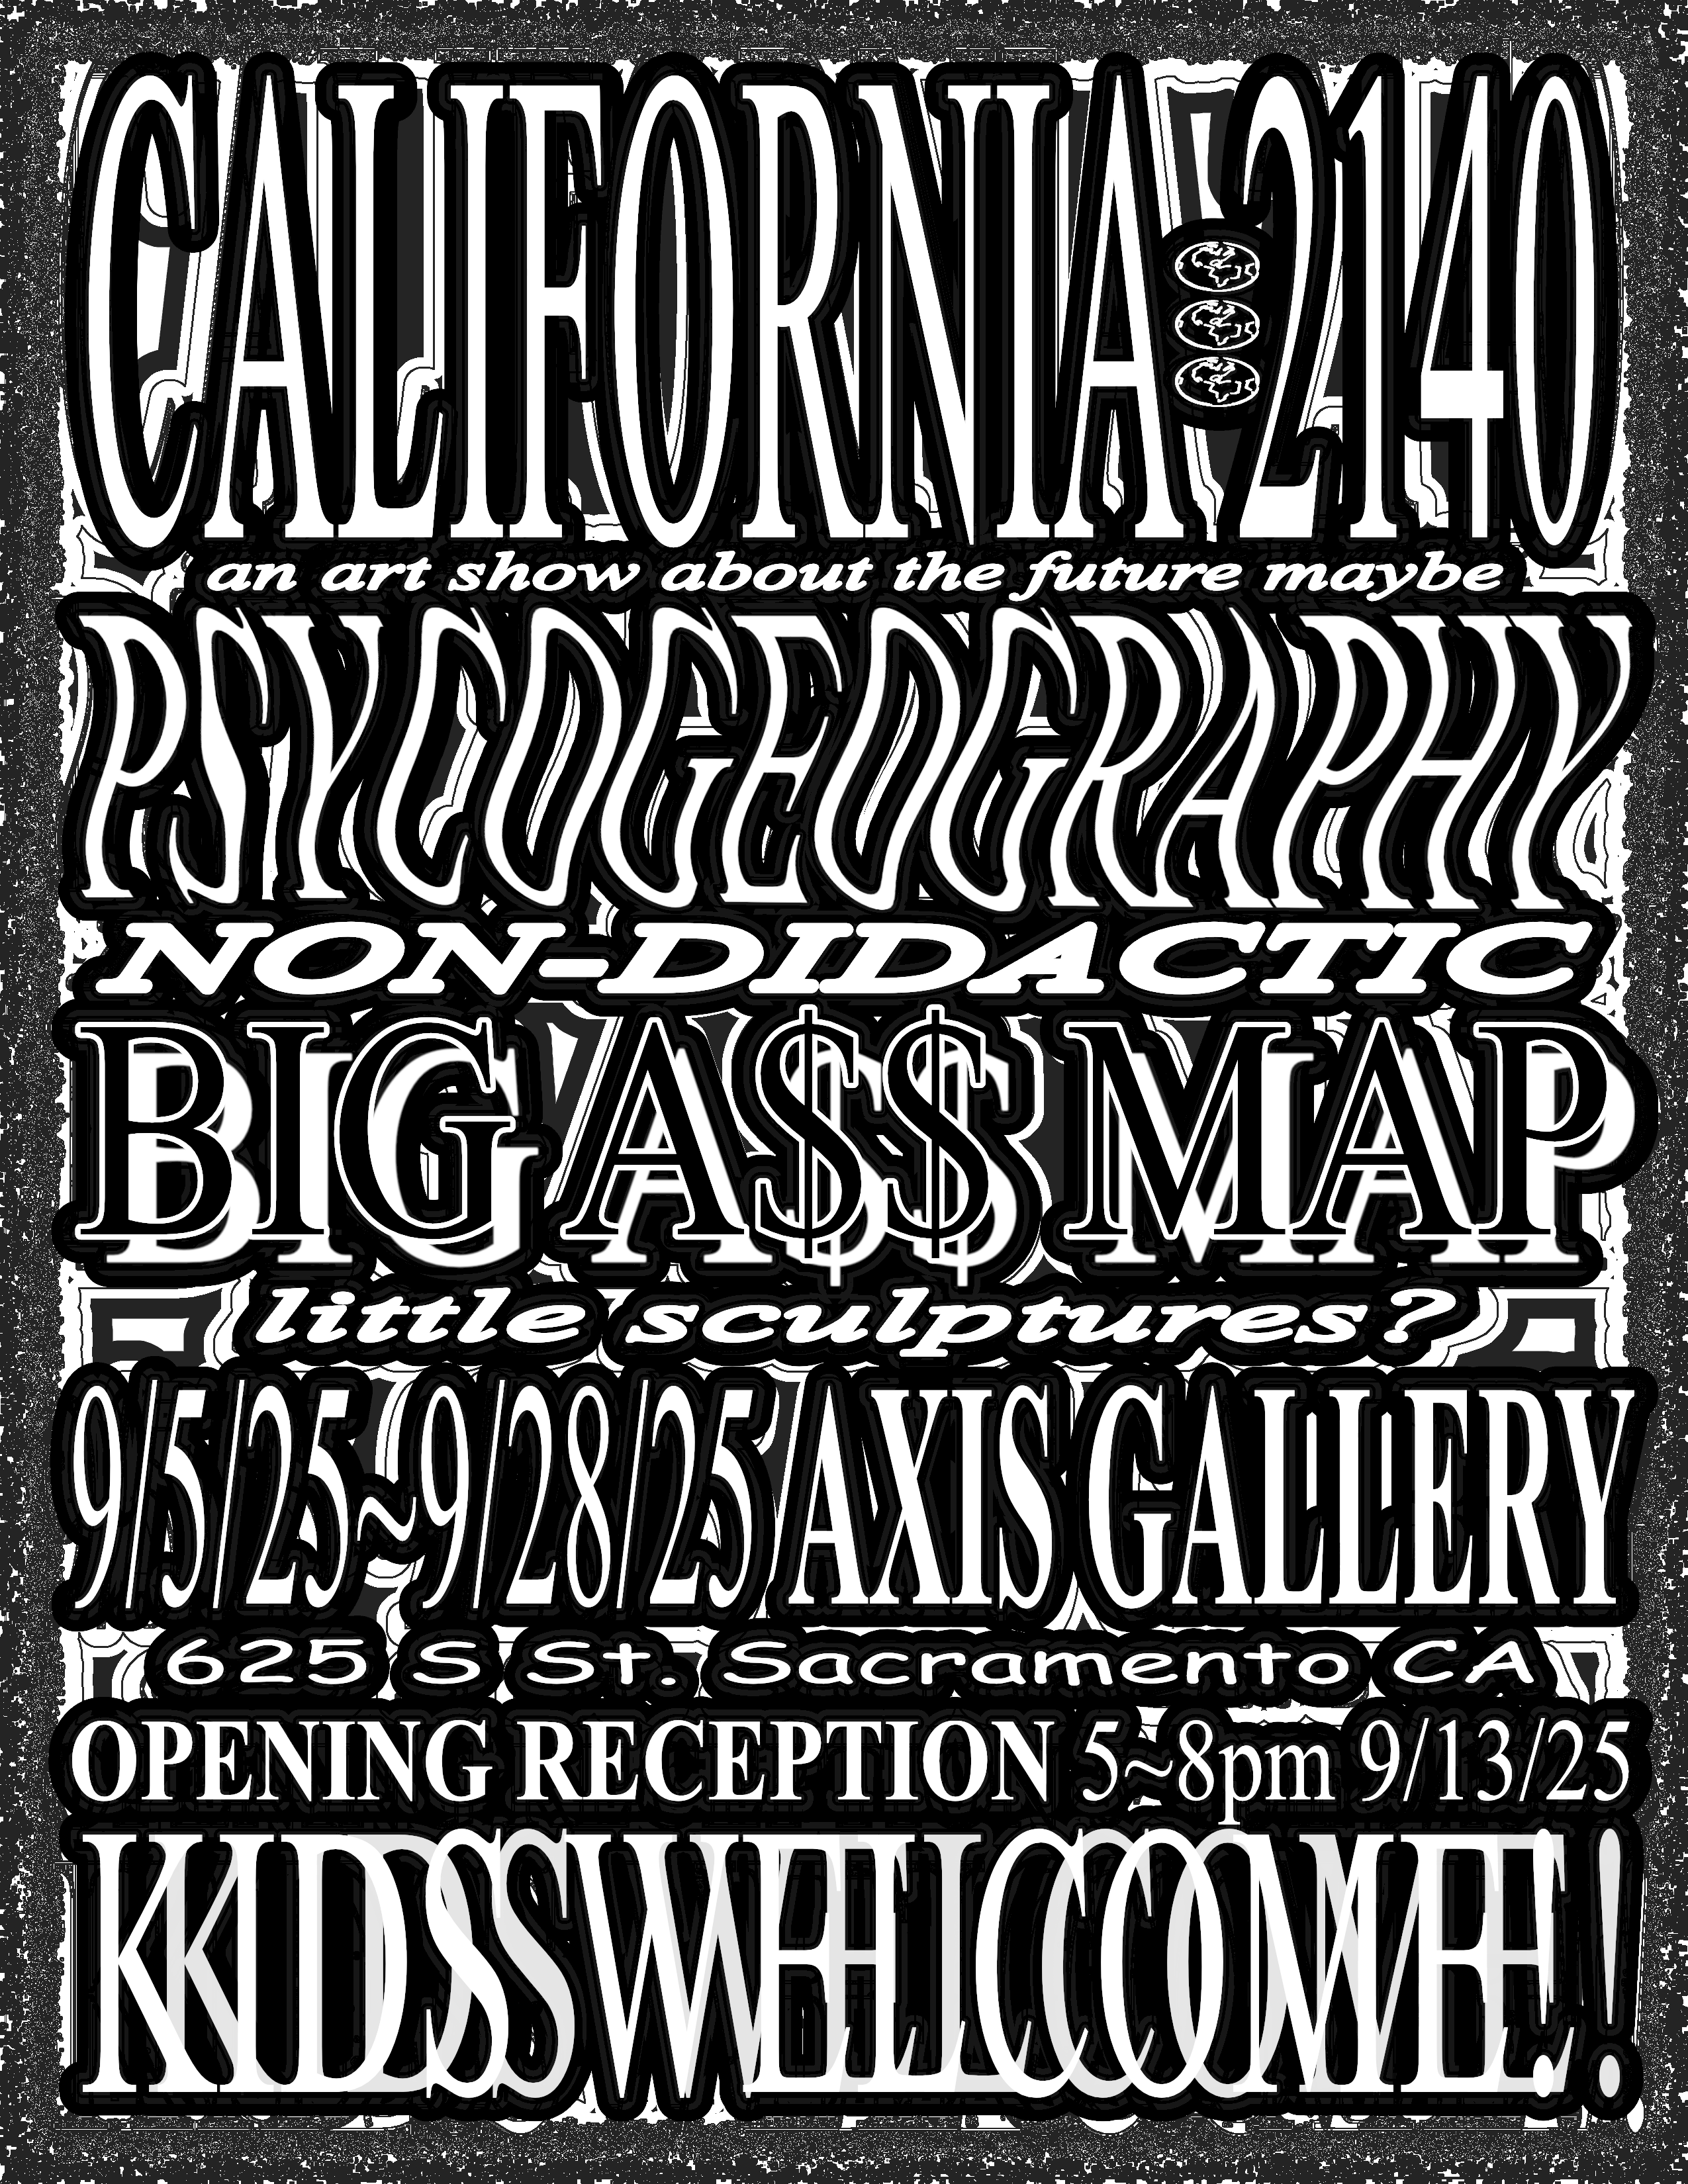 CALIFORNIA 2140
an art show about the future maybe
PSYCOGEOGRAPHY
NON-DIDACTIC
BIG A$$ MAP
little sculptures?
9/5/25~9/28/25 AXIS GALLERY
625 S St. Sacramento CA
OPENING RECEPTION 5~8pm 9/13/25
KIDS WELCOME!